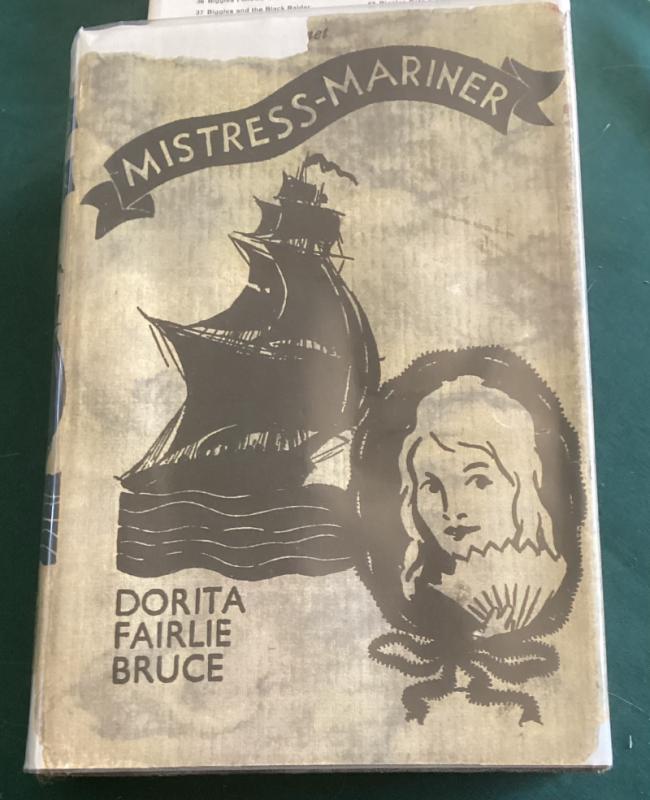 37 Biggles and the Black Raider
MISTRESS-MARINER
DORITA
FAIRLIE
BRUCE